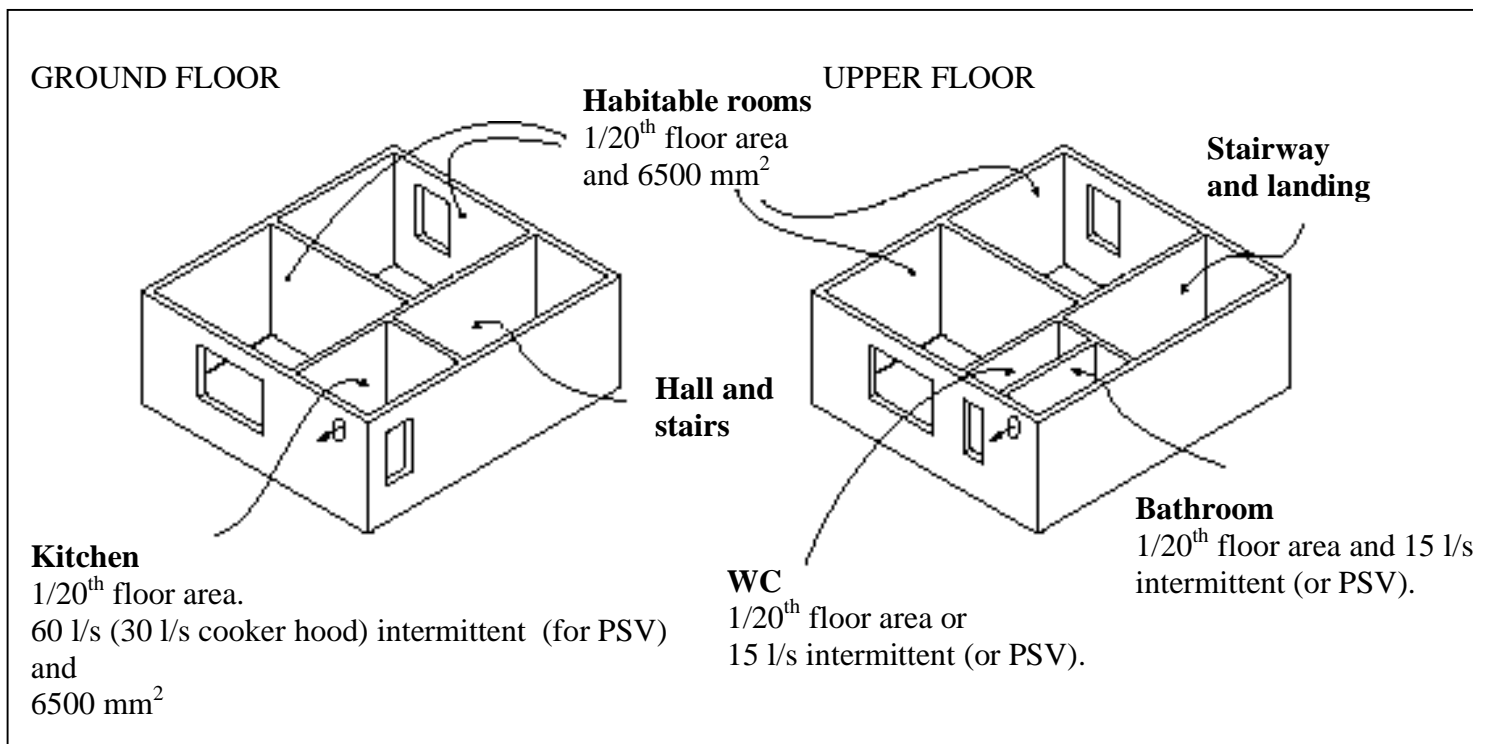 GROUND FLOOR
UPPER FLOOR
Habitable rooms
1/20th floor area
and 6500 mm2
Stairway
and landing
Hall and
stairs
Kitchen
1/20th floor area.
60 l/s (30 l/s cooker hood) intermittent (for PSV)
and
6500 mm2
WC
1/20th floor area or
15 l/s intermittent (or PSV).
Bathroom
1/20th floor area and 15 l/s
intermittent (or PSV).